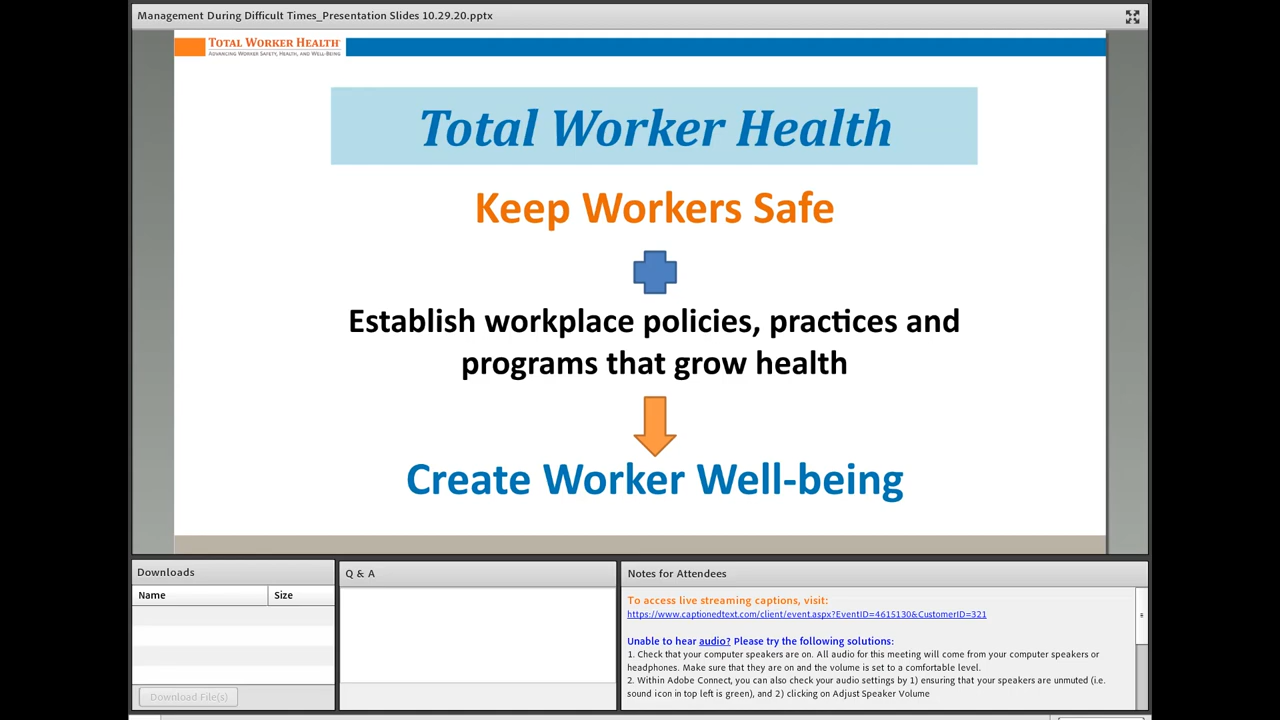 Management During Difficult Times_Presentation Slides 10.29.20.pptx
TOTAL WORKER HEALTH
ADVANCING WORKER SAFETY, HEALTH, AND WELL-BEING
Total Worker Health
Keep Workers Safe
Establish workplace policies, practices and
programs that grow health
Create Worker Well-being
Downloads
Name Size
Download File(s)
Q & A
Notes for Attendees
To access live streaming captions, visit:
https://www.captionedtext.com/client/event.aspx?EventID=4615130&CustomerID=321
Unable to hear audio? Please try the following solutions:
1. Check that your computer speakers are on. All audio for this meeting will come from your computer speakers or
headphones. Make sure that they are on and the volume is set to a comfortable level.
2. Within Adobe Connect, you can also check your audio settings by 1) ensuring that your speakers are unmuted (i.e.
sound icon in top left is green), and 2) clicking on Adjust Speaker Volume